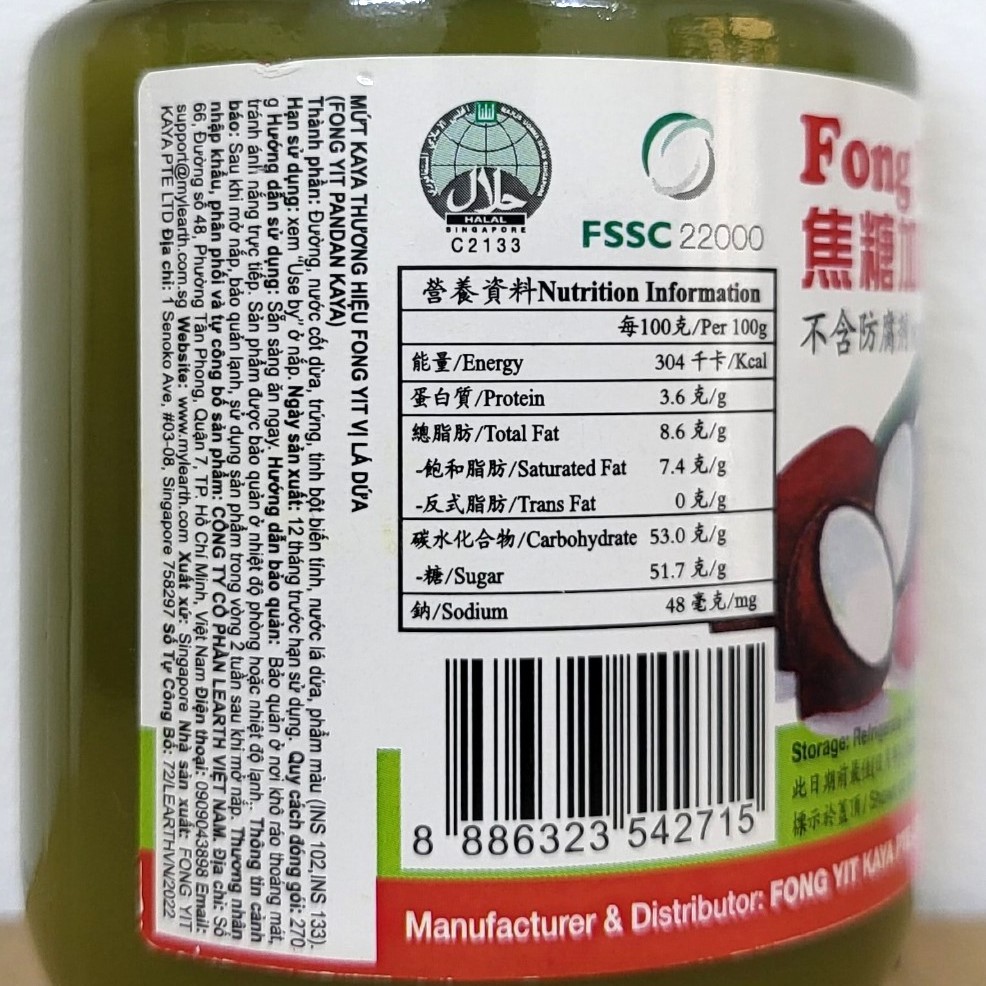 MỨT KAYA THƯƠNG HIỆU FONG YIT VỊ LÁ DỨA
(FONG YIT PANDAN KAYA)
Thành phần: Đường, nước cốt dừa, trứng, tinh bột biến tính, nước lá dứa, phẩm màu (INS 102,INS 133).
Hạn sử dụng: xem "Use by" ở nắp. Ngày sản xuất: 12 tháng trước hạn sử dụng. Quy cách đóng gói: 270
g Hướng dẫn sử dụng: Sẵn sàng ăn ngay. Hướng dẫn bảo quản: Bảo quản ở nơi khô ráo thoáng mát,
tránh ánh nắng trực tiếp. Sản phẩm được bảo quản ở nhiệt độ phòng hoặc nhiệt độ lạnh. Thông tin cảnh
báo: Sau khi mở nắp, bảo quản lạnh, sử dụng sản phẩm trong vòng 2 tuần sau khi mở nắp. Thương nhân
nhập khẩu, phân phối và tự công bố sản phẩm: CÔNG TY CỔ PHẦN LEARTH VIỆT NAM. Địa chỉ: Số
66, Đường số 48, Phường Tân Phong, Quận 7, TP. Hồ Chí Minh, Việt Nam Điện thoại: 0909043898 Email:
support@mylearth.com.sg Website: www.mylearth.com Xuất xứ: Singapore Nhà sản xuất: FONG YIT
KAYA PTE LTD Địa chỉ: 1 Senoko Ave, #03-08, Singapore 758297 Số Tự Công Bố: 72/LEARTHVN/2022
حلال
HALAL
SINGAPORE
C2133
FSSC 22000
營養資料Nutrition Information
每100克/Per 100g
能量/Energy 304 千卡/Kcal
蛋白質/Protein 3.6 克/g
總脂肪/Total Fat 8.6 克/g
-飽和脂肪/Saturated Fat 7.4 克/g
-反式脂肪/Trans Fat 0 克/g
碳水化合物/Carbohydrate 53.0 克/g
-糖/Sugar 51.7 克/g
鈉/Sodium 48 毫克/mg
8 886323 542715
Fong
焦糖
不含防腐劑
Storage:
此日期前最佳
標示於蓋頂/
Manufacturer & Distributor: FONG YIT KAYA